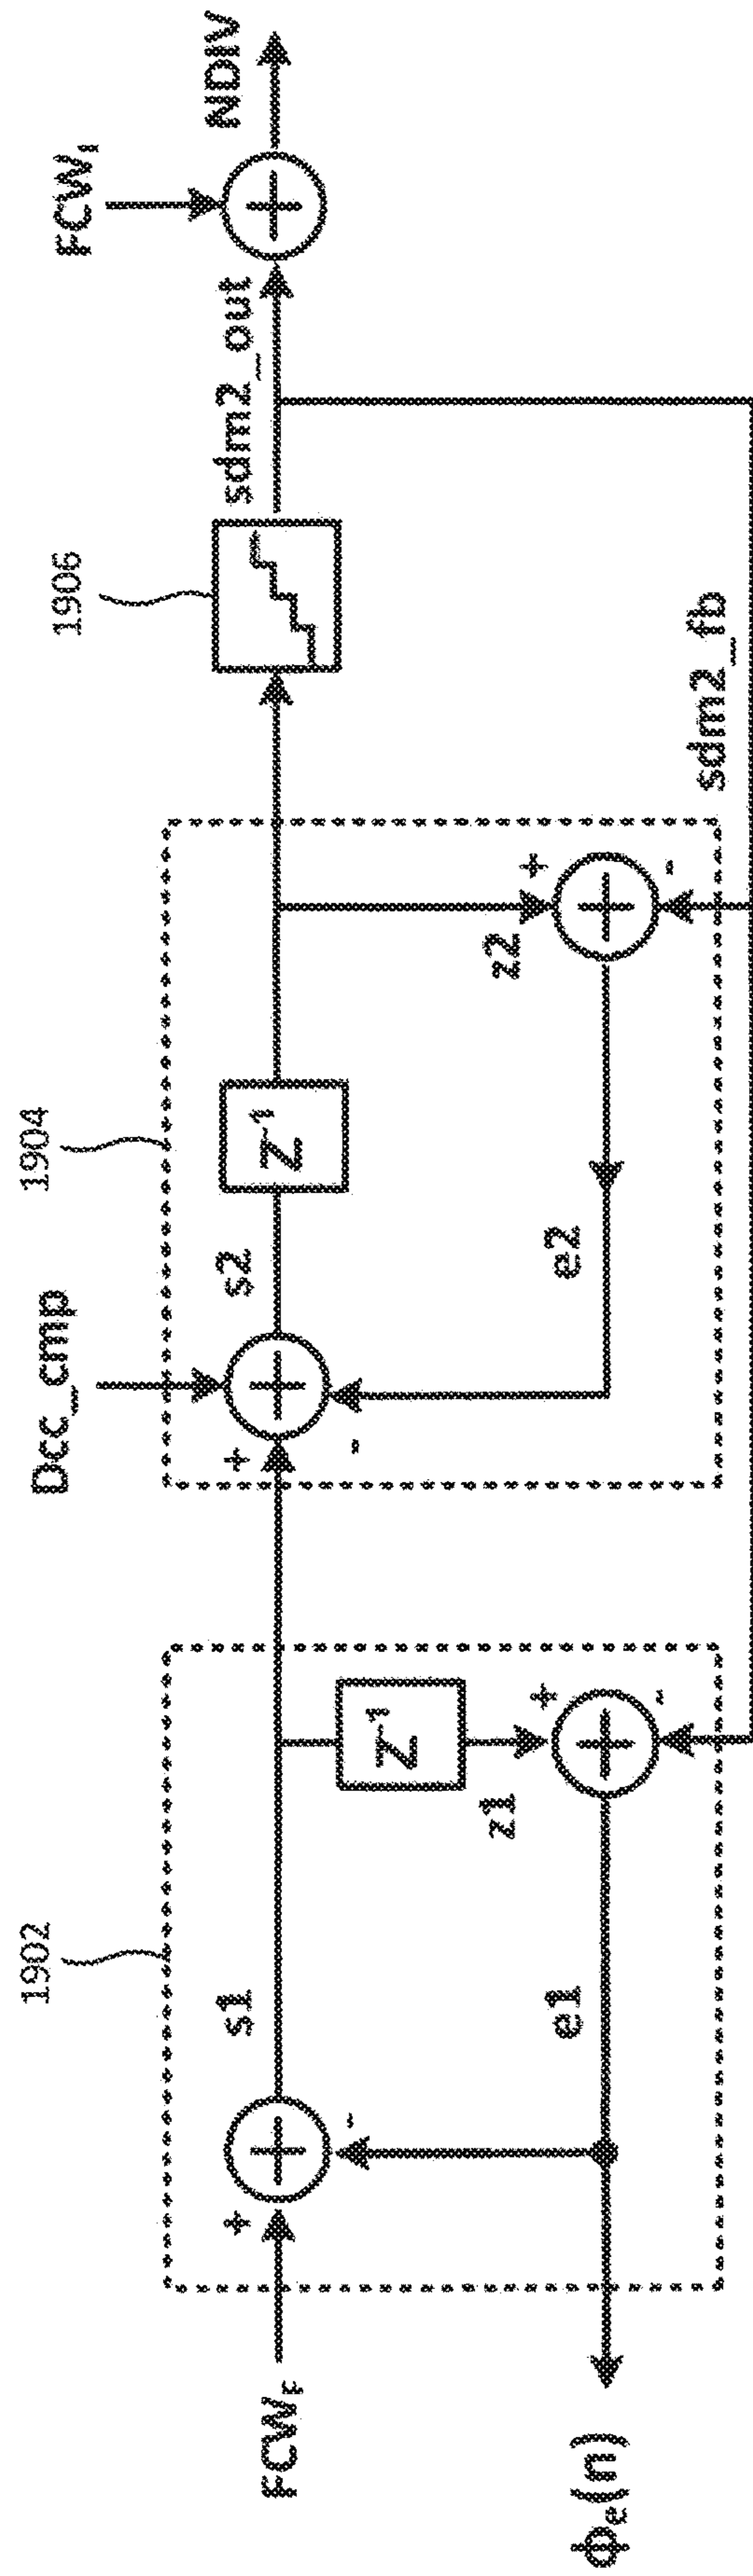 1902
1904
1906
Dcc_cmp
FCW_I
FCW_F
+
-
s1
+
-
s2
Z^-1
sdm2_out
NDIV
Z^-1
z1
+
-
e1
e2
z2
+
-
sdm2_fb
ϕ_e(n)